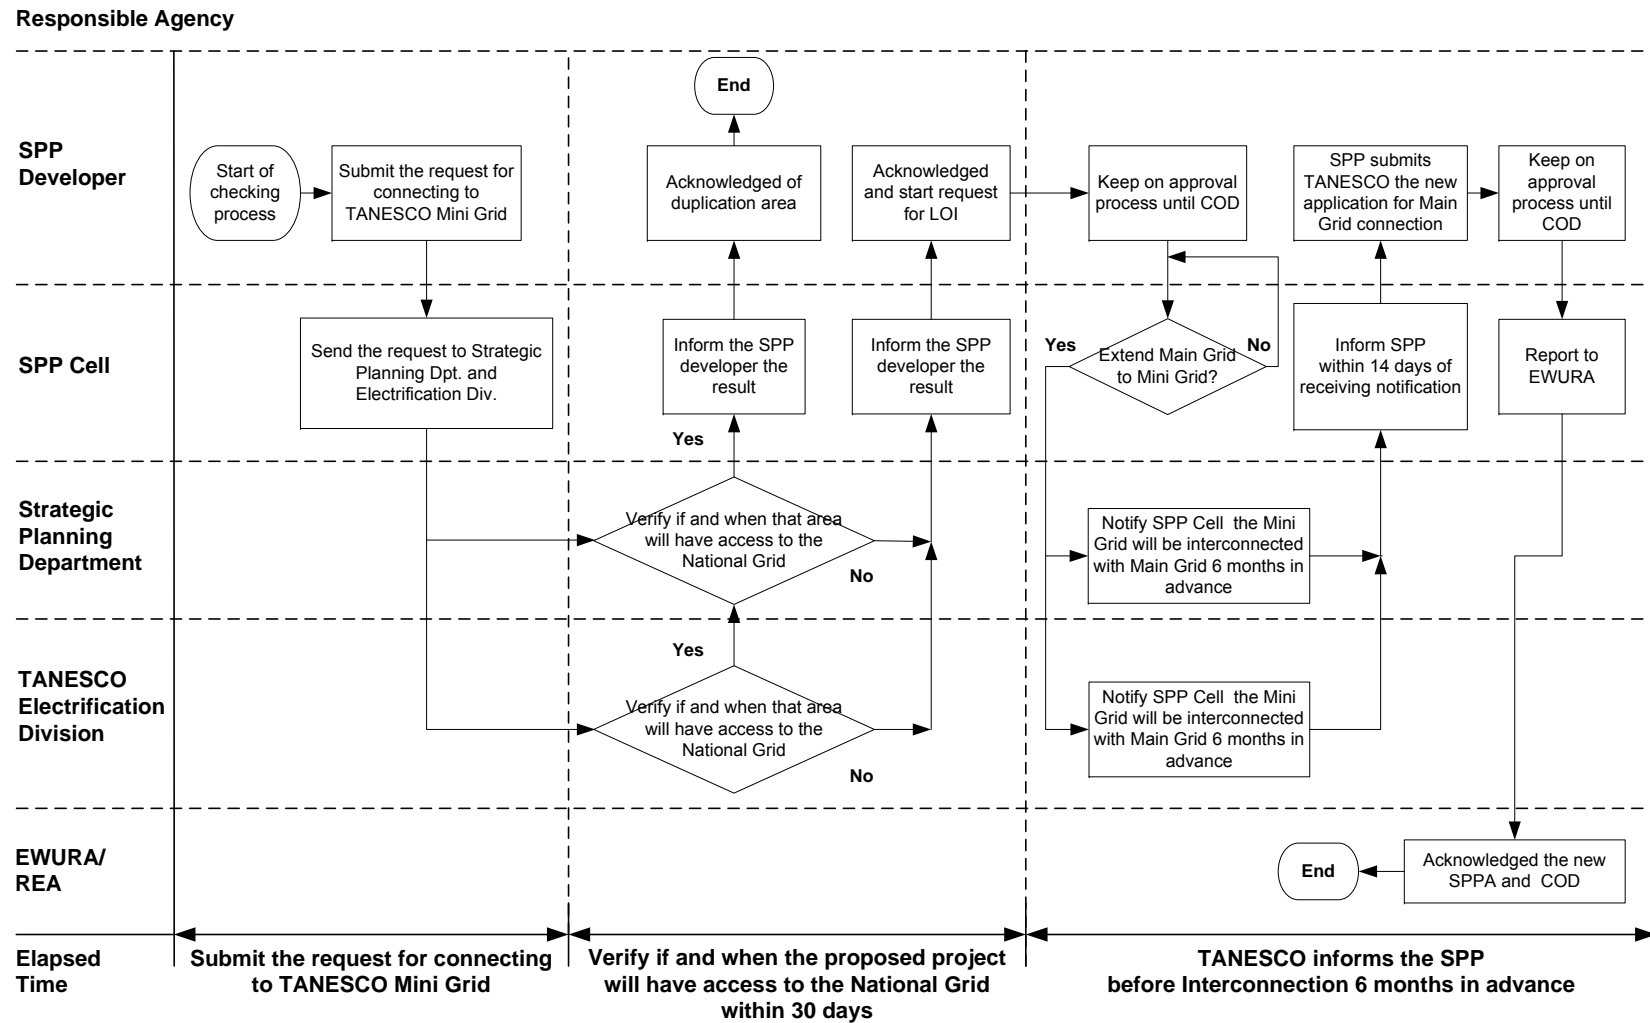 Responsible Agency
SPP
Developer
Start of
checking
process
Submit the request for
connecting to
TANESCO Mini Grid
End
Acknowledged of
duplication area
Acknowledged
and start request
for LOI
Keep on approval
process until COD
SPP submits
TANESCO the new
application for Main
Grid connection
Keep on
approval
process until
COD
SPP Cell
Send the request to Strategic
Planning Dpt. and
Electrification Div.
Inform the SPP
developer the
result
Yes
Inform the SPP
developer the
result
Yes
Extend Main Grid
to Mini Grid?
No
Inform SPP
within 14 days of
receiving notification
Report to
EWURA
Strategic
Planning
Department
Verify if and when that area
will have access to the
National Grid
No
Notify SPP Cell  the Mini
Grid will be interconnected
with Main Grid 6 months in
advance
TANESCO
Electrification
Division
Yes
Verify if and when that area
will have access to the
National Grid
No
Notify SPP Cell  the Mini
Grid will be interconnected
with Main Grid 6 months in
advance
EWURA/
REA
End
Acknowledged the new
SPPA and  COD
Elapsed
Time
Submit the request for connecting
to TANESCO Mini Grid
Verify if and when the proposed project
will have access to the National Grid
within 30 days
TANESCO informs the SPP
before Interconnection 6 months in advance